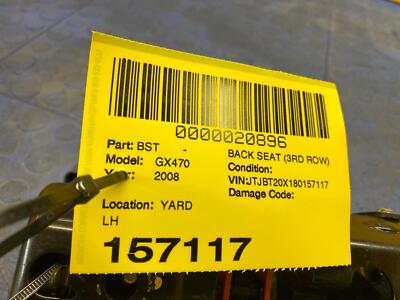 0000020896
Part: BST - BACK SEAT (3RD ROW)
Model: GX470 Condition:
Year: 2008 VIN:JTJBT20X180157117
Damage Code:
Location: YARD
LH
157117